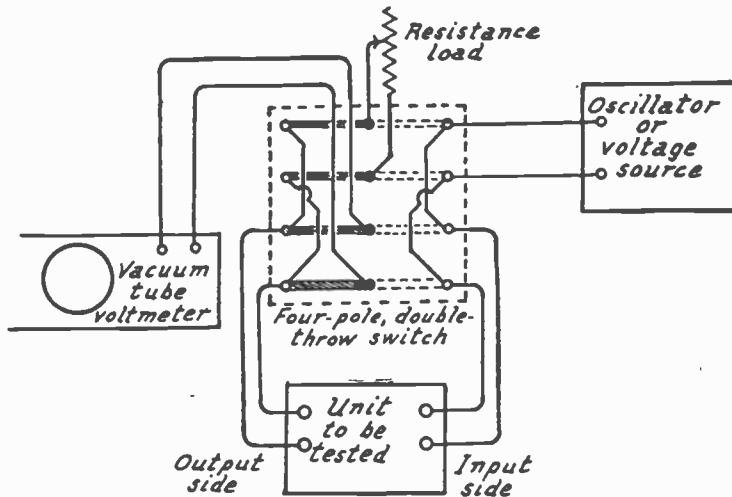 Resistance
load
Oscillator
or
voltage
source
Vacuum
tube
voltmeter
Four-pole, double-
throw switch
Unit
to be
tested
Output
side
Input
side